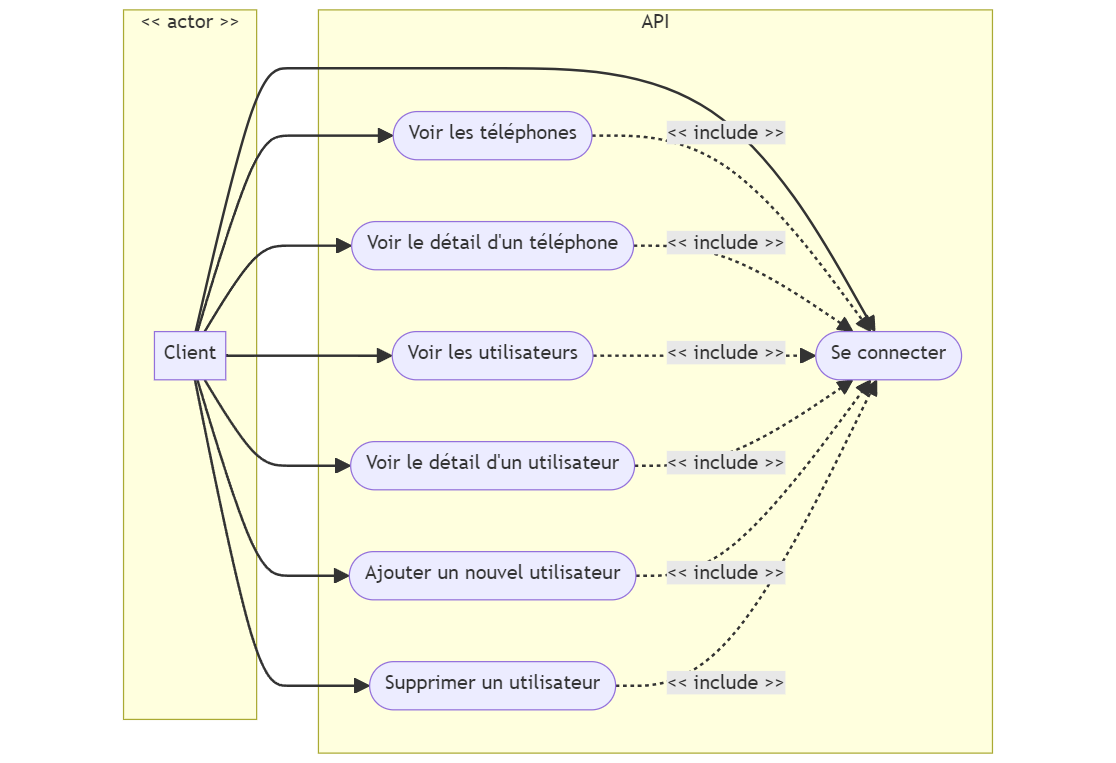 << actor >>
API
Voir les téléphones
<< include >>
Voir le détail d'un téléphone
<< include >>
Client
Voir les utilisateurs
<< include >>
Se connecter
Voir le détail d'un utilisateur
<< include >>
Ajouter un nouvel utilisateur
<< include >>
Supprimer un utilisateur
<< include >>